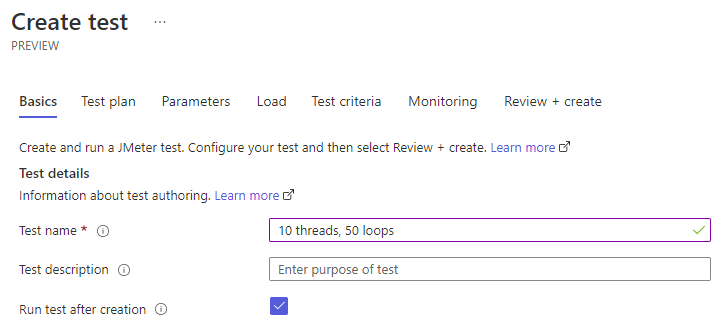 Create test ...
PREVIEW
Basics Test plan Parameters Load Test criteria Monitoring Review + create
Create and run a JMeter test. Configure your test and then select Review + create. Learn more
Test details
Information about test authoring. Learn more
Test name * 10 threads, 50 loops
Test description Enter purpose of test
Run test after creation